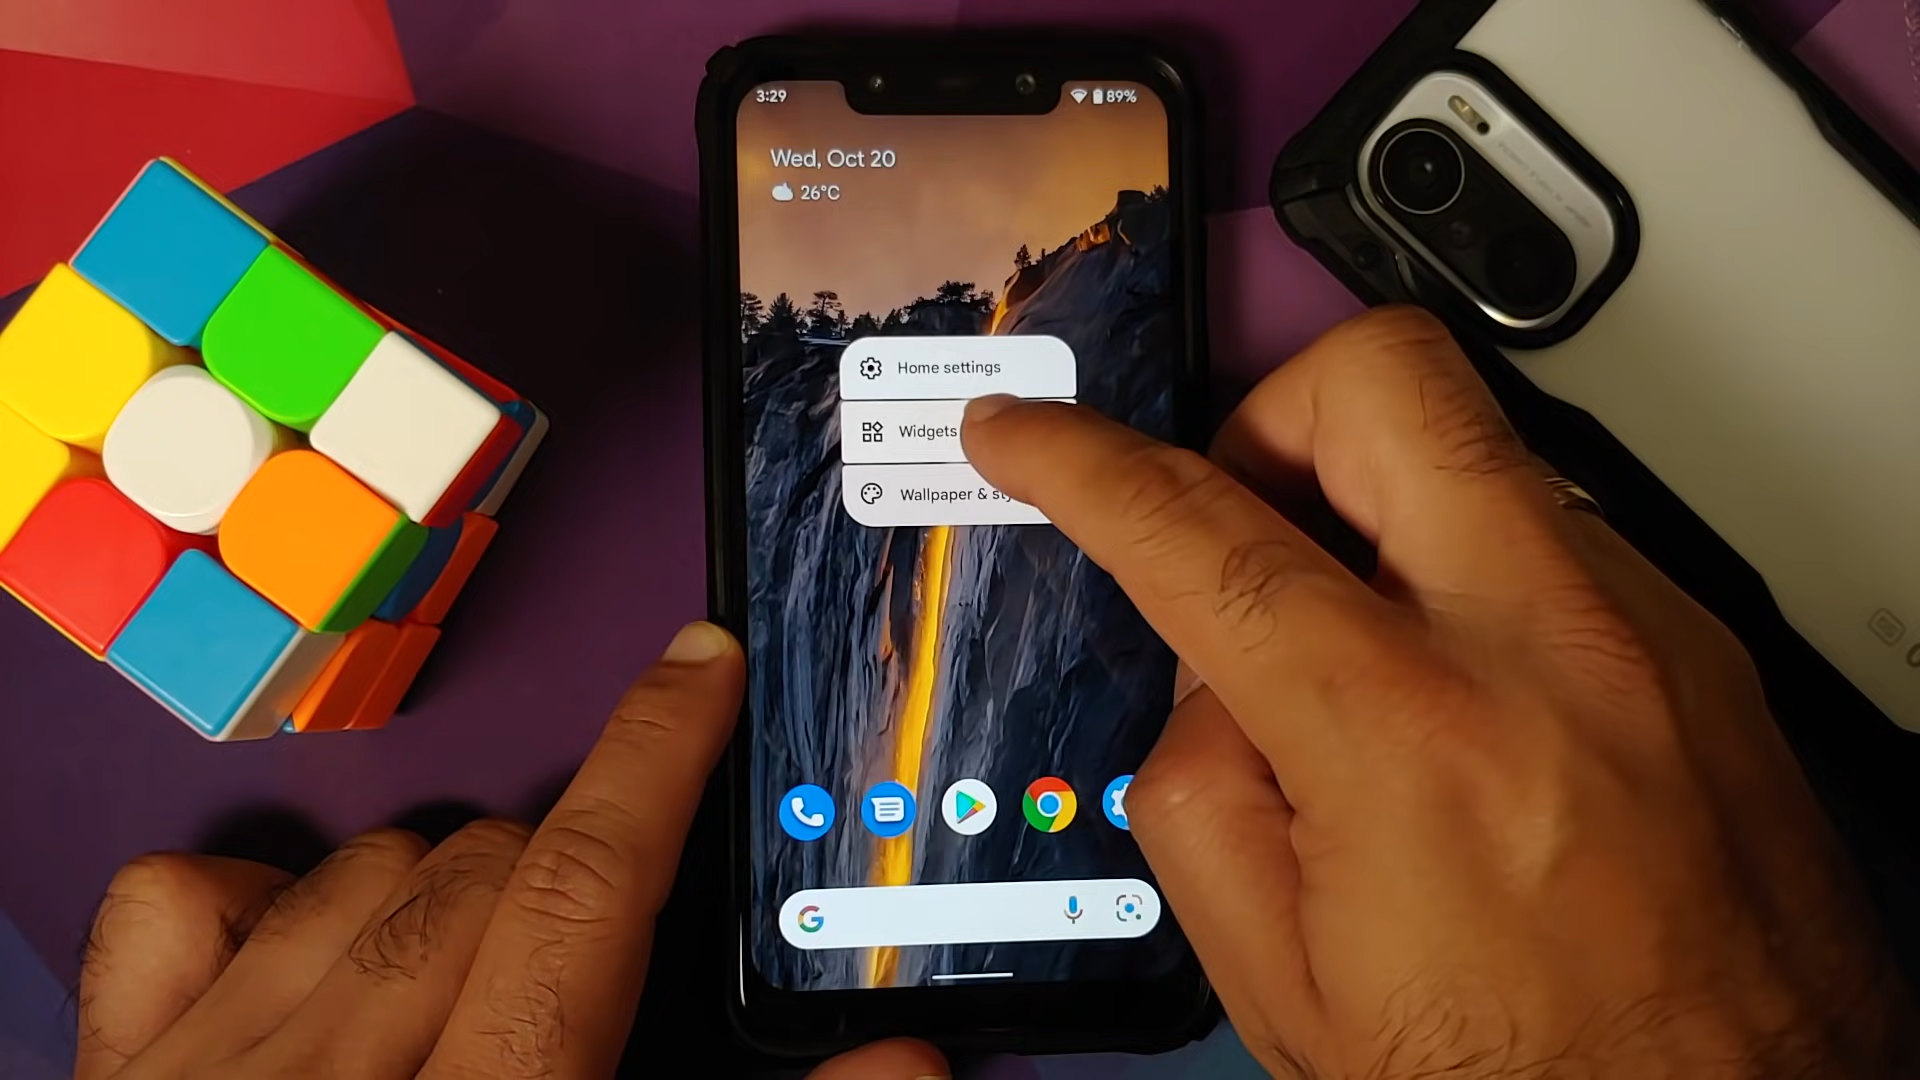 3:29
89%
Wed, Oct 20
26°C
Home settings
Widgets
Wallpaper &
G